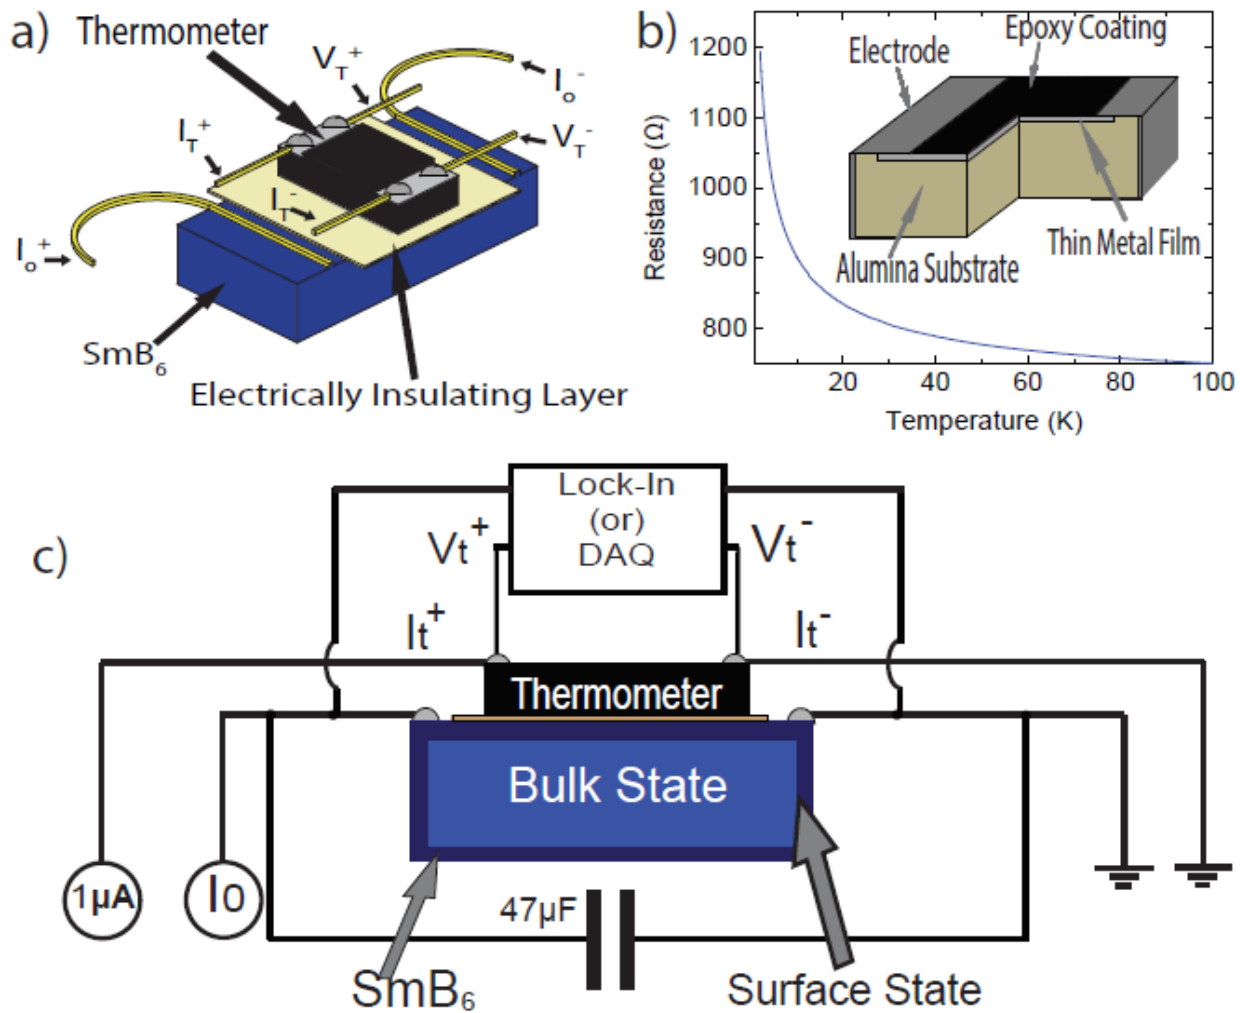 a)
Thermometer
V_T^+
I_o^-
I_T^+
V_T^-
I_T^-
I_o^+
SmB₆
Electrically Insulating Layer
b)
1200
1100
1000
900
800
Resistance (Ω)
Electrode
Epoxy Coating
Alumina Substrate
Thin Metal Film
20
40
60
80
100
Temperature (K)
c)
Lock-In
(or)
DAQ
Vt⁺
Vt⁻
It⁺
It⁻
Thermometer
Bulk State
1μA
I0
47μF
SmB₆
Surface State